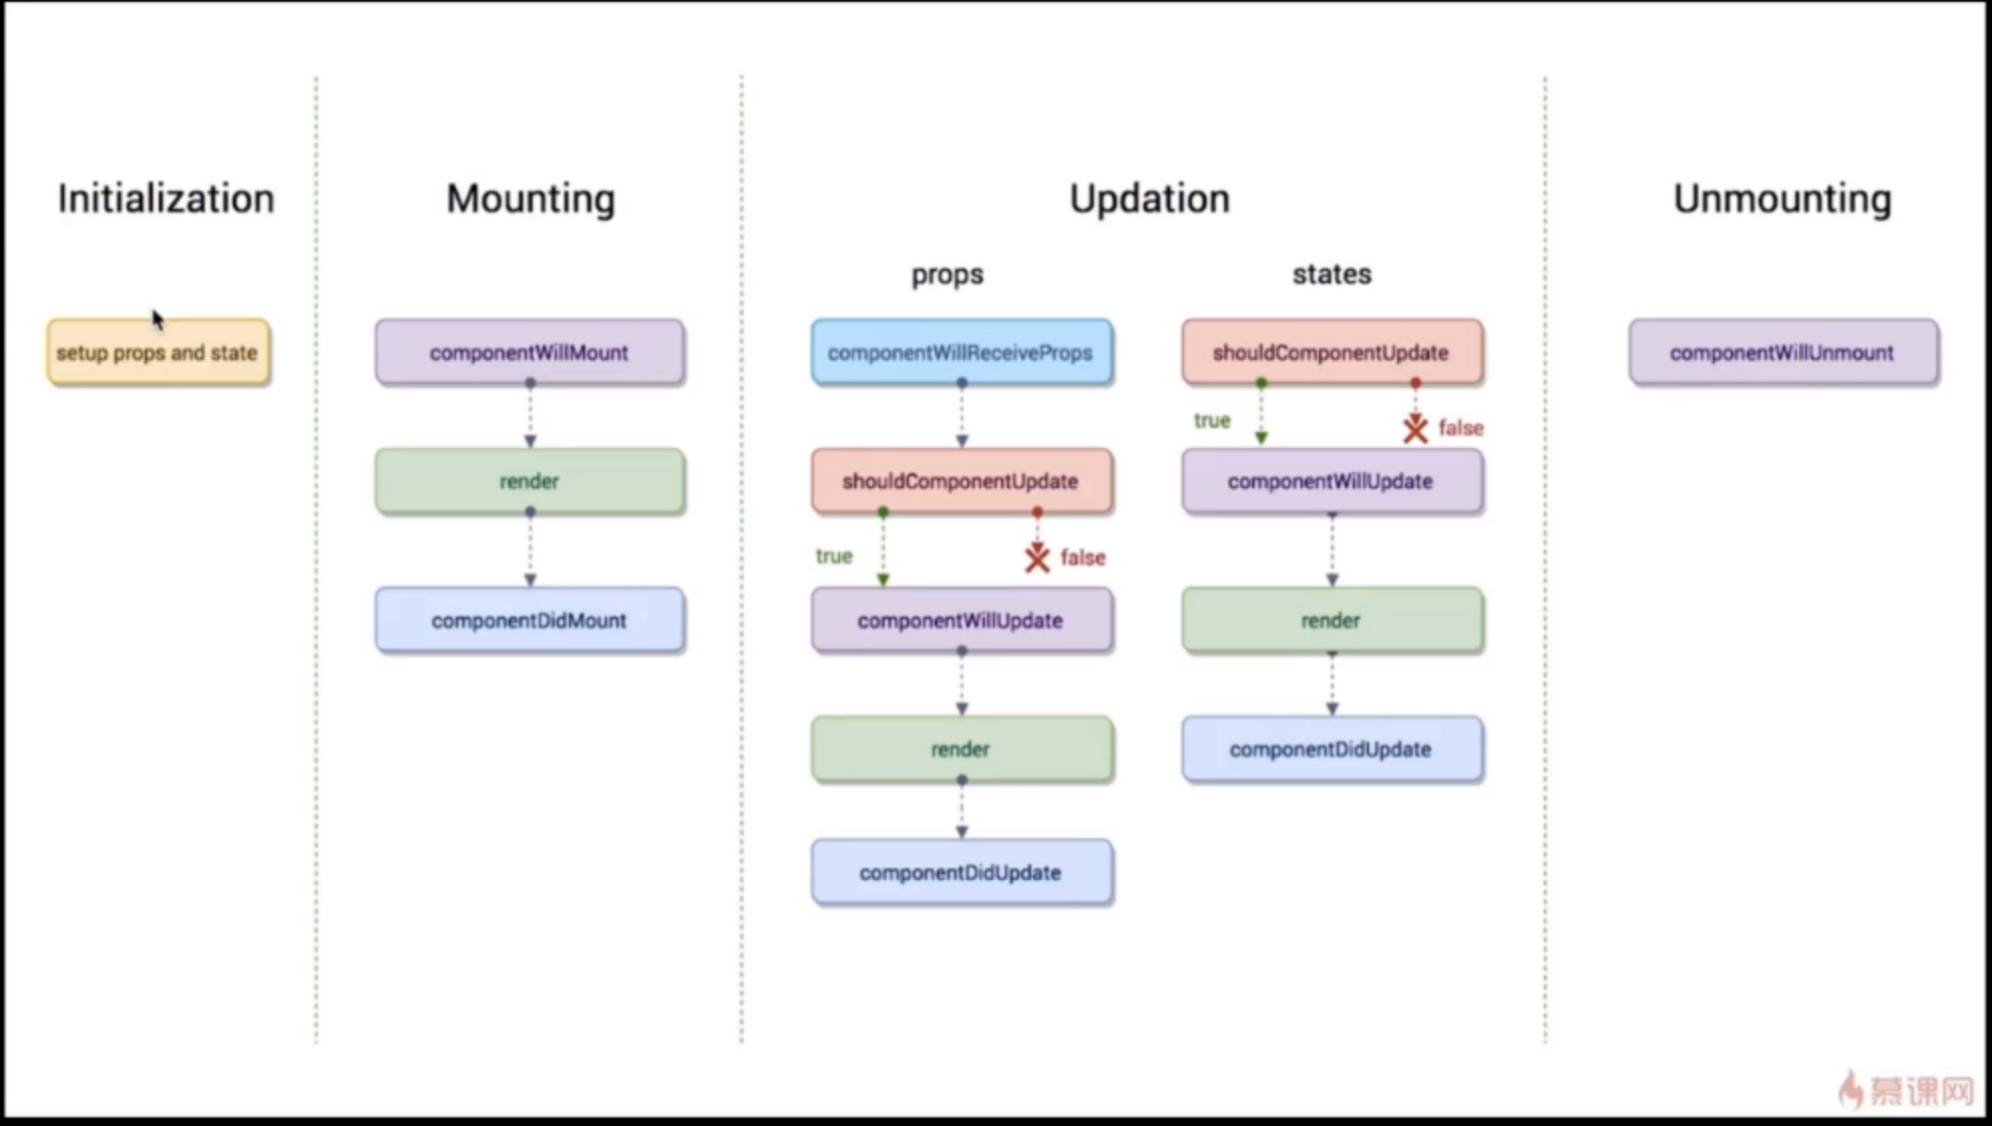 Initialization
setup props and state
Mounting
componentWillMount
render
componentDidMount
Updation
props
componentWillReceiveProps
shouldComponentUpdate
true
false
componentWillUpdate
render
componentDidUpdate
states
shouldComponentUpdate
true
false
componentWillUpdate
render
componentDidUpdate
Unmounting
componentWillUnmount
慕课网